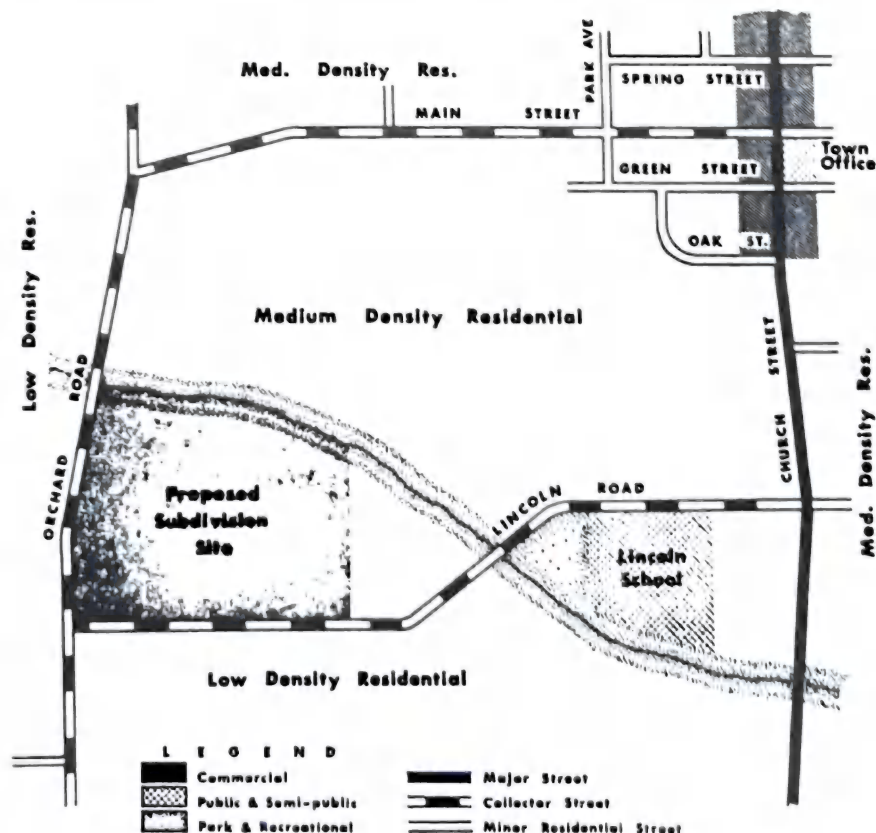 Med. Density Res.
PARK AVE
SPRING STREET
MAIN STREET
Town
Office
GREEN STREET
OAK ST.
Low Density Res.
Medium Density Residential
ORCHARD ROAD
CHURCH STREET
Med. Density Res.
LINCOLN ROAD
Proposed
Subdivision
Site
Lincoln
School
Low Density Residential
LEGEND
Commercial
Public & Semi-public
Park & Recreational
Major Street
Collector Street
Minor Residential Street